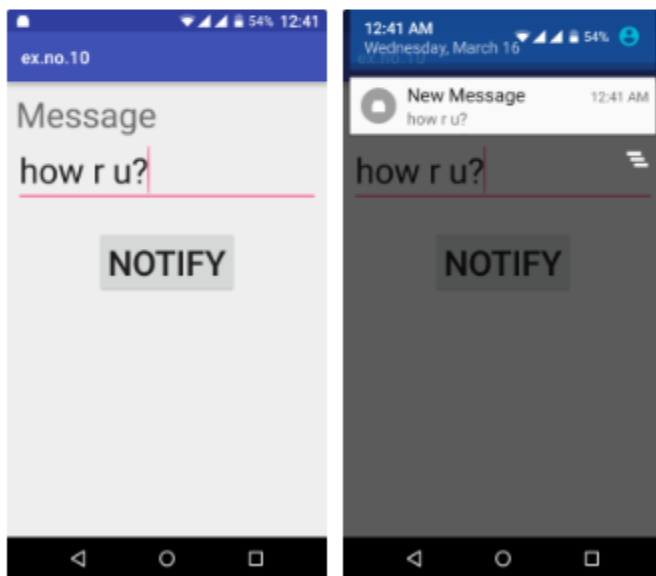 54% 12:41
ex.no.10
Message
how r u?
NOTIFY
12:41 AM
54%
Wednesday, March 16
ex.no.10
New Message 12:41 AM
how r u?
how r u?
NOTIFY